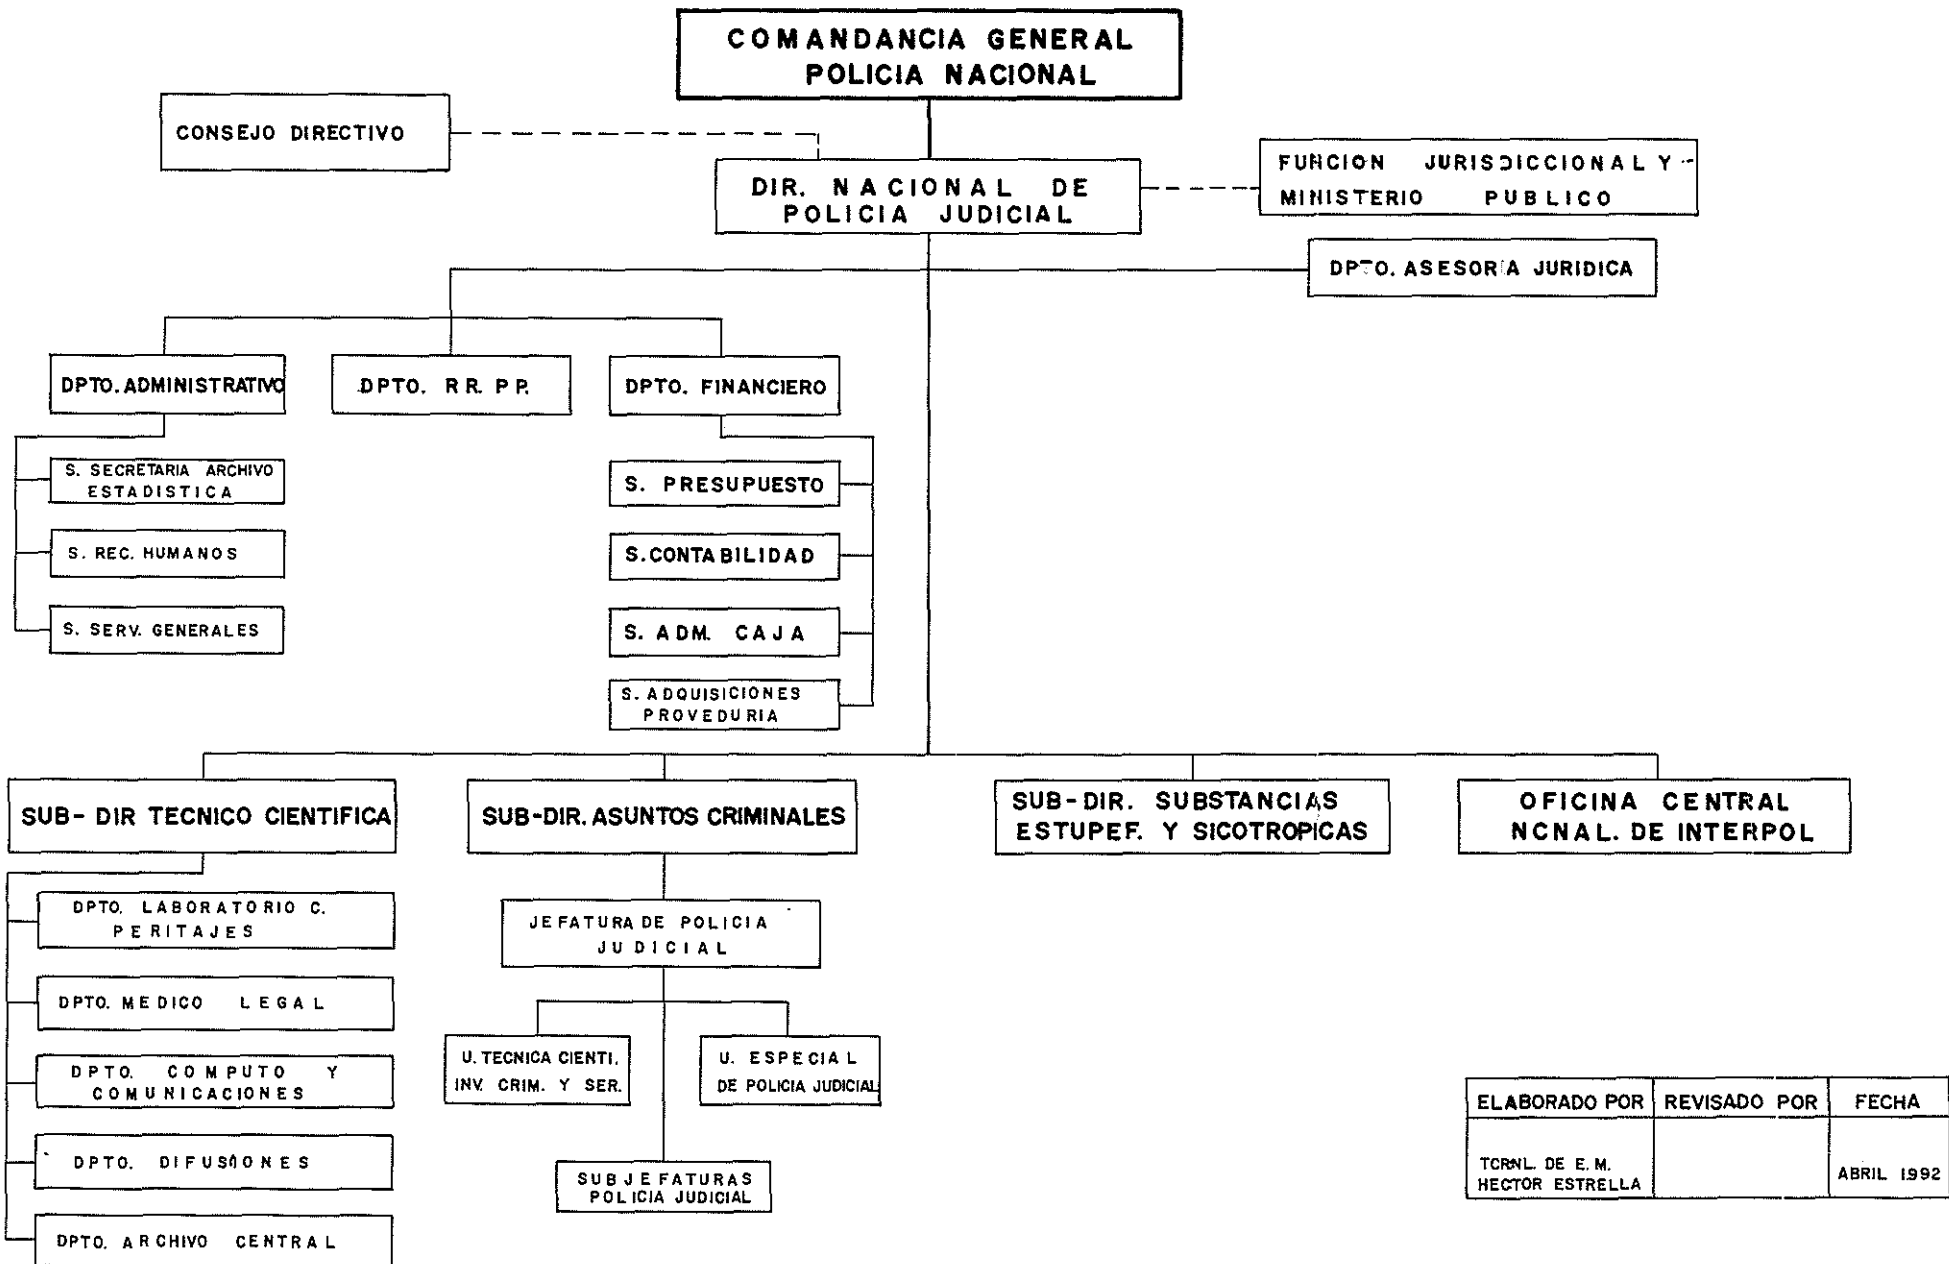 COMANDANCIA GENERAL
POLICIA NACIONAL
CONSEJO DIRECTIVO
DIR. NACIONAL DE
POLICIA JUDICIAL
FUNCION JURISDICCIONAL Y
MINISTERIO PUBLICO
DPTO. ASESORIA JURIDICA
DPTO. ADMINISTRATIVO
DPTO. RR. PP.
DPTO. FINANCIERO
S. SECRETARIA ARCHIVO
ESTADISTICA
S. REC. HUMANOS
S. SERV. GENERALES
S. PRESUPUESTO
S. CONTABILIDAD
S. ADM. CAJA
S. ADQUISICIONES
PROVEDURIA
SUB-DIR TECNICO CIENTIFICA
SUB-DIR. ASUNTOS CRIMINALES
SUB-DIR. SUBSTANCIAS
ESTUPEF. Y SICOTROPICAS
OFICINA CENTRAL
NCNAL. DE INTERPOL
DPTO. LABORATORIO C.
PERITAJES
DPTO. MEDICO LEGAL
DPTO. COMPUTO Y
COMUNICACIONES
DPTO. DIFUSIONES
DPTO. ARCHIVO CENTRAL
JEFATURA DE POLICIA
JUDICIAL
U. TECNICA CIENTI.
INV. CRIM. Y SER.
U. ESPECIAL
DE POLICIA JUDICIAL
SUBJEFATURAS
POLICIA JUDICIAL
ELABORADO POR
REVISADO POR
FECHA
TCRNL. DE E. M.
HECTOR ESTRELLA
ABRIL 1992